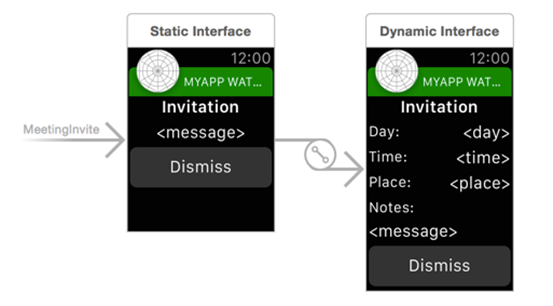 Static Interface
12:00
MYAPP WAT...
Invitation
<message>
Dismiss
MeetingInvite
Dynamic Interface
12:00
MYAPP WAT...
Invitation
Day: <day>
Time: <time>
Place: <place>
Notes:
<message>
Dismiss